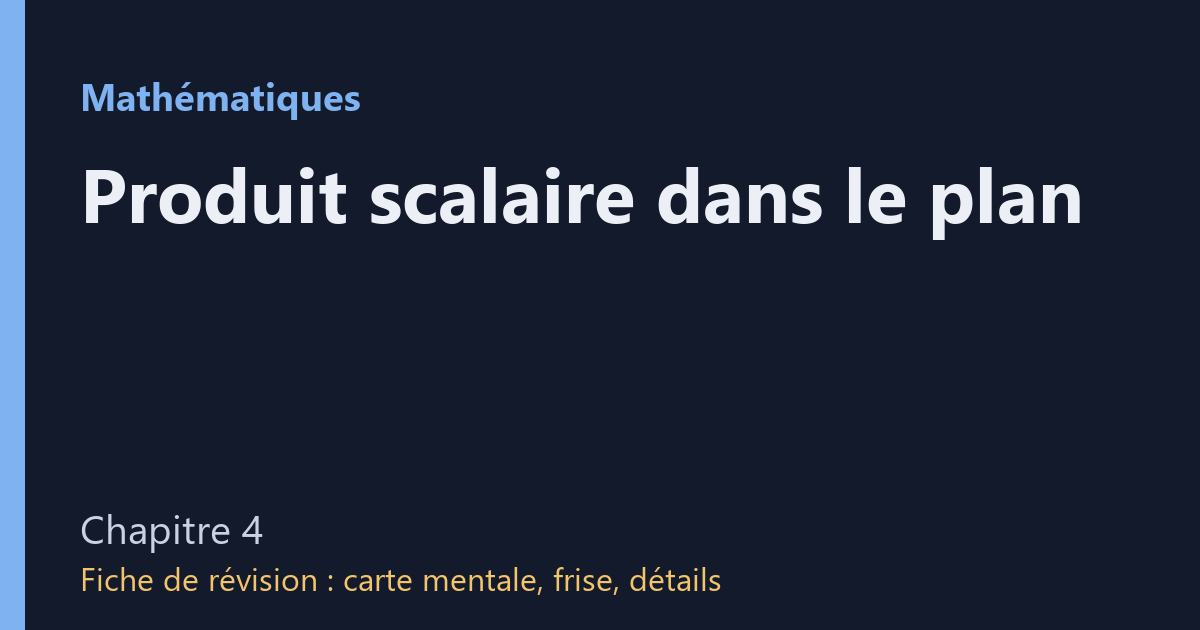 Mathématiques
Produit scalaire dans le plan
Chapitre 4
Fiche de révision : carte mentale, frise, détails